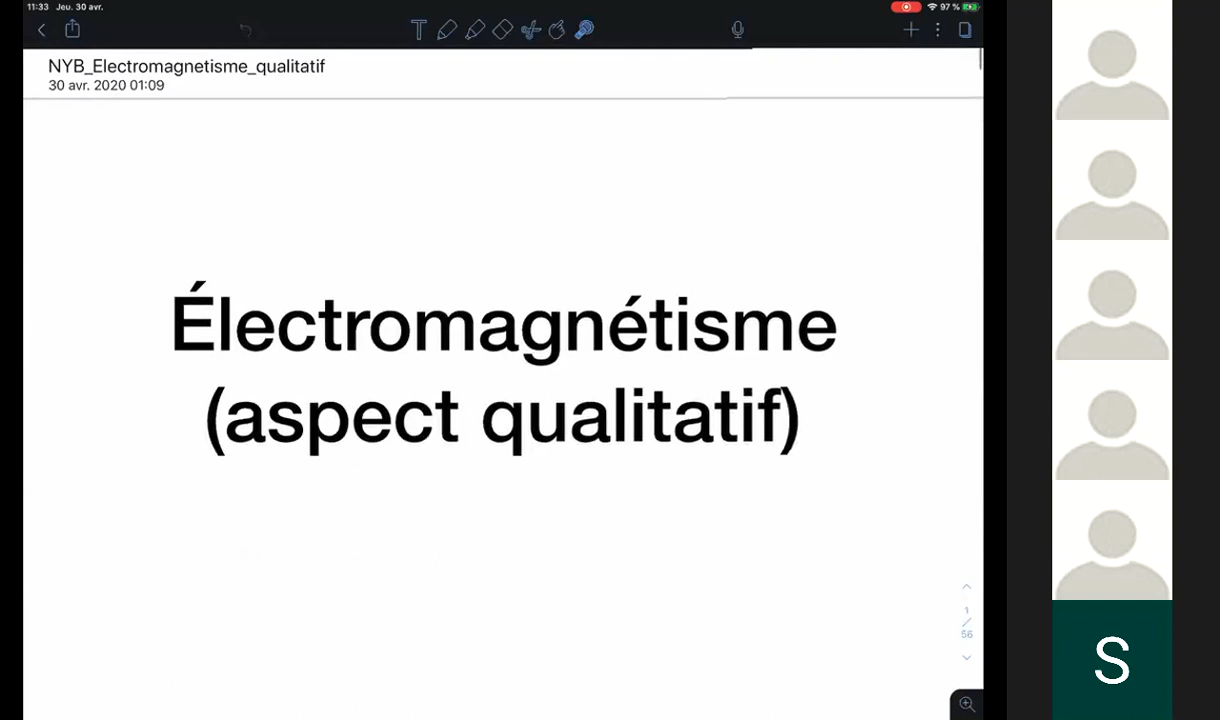 11:33 Jeu. 30 avr.
97 %
NYB_Electromagnetisme_qualitatif
30 avr. 2020 01:09
Électromagnétisme
(aspect qualitatif)
1
/
56
S